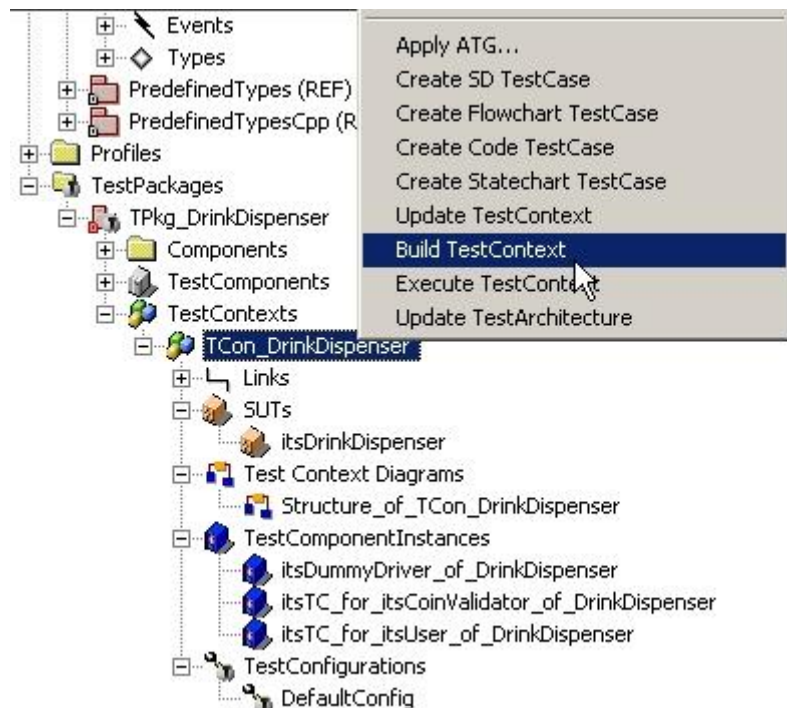 Events
Types
PredefinedTypes (REF)
PredefinedTypesCpp (R
Profiles
TestPackages
TPkg_DrinkDispenser
Components
TestComponents
TestContexts
TCon_DrinkDispenser
Links
SUTs
itsDrinkDispenser
Test Context Diagrams
Structure_of_TCon_DrinkDispenser
TestComponentInstances
itsDummyDriver_of_DrinkDispenser
itsTC_for_itsCoinValidator_of_DrinkDispenser
itsTC_for_itsUser_of_DrinkDispenser
TestConfigurations
DefaultConfig
Apply ATG...
Create SD TestCase
Create Flowchart TestCase
Create Code TestCase
Create Statechart TestCase
Update TestContext
Build TestContext
Execute TestContext
Update TestArchitecture